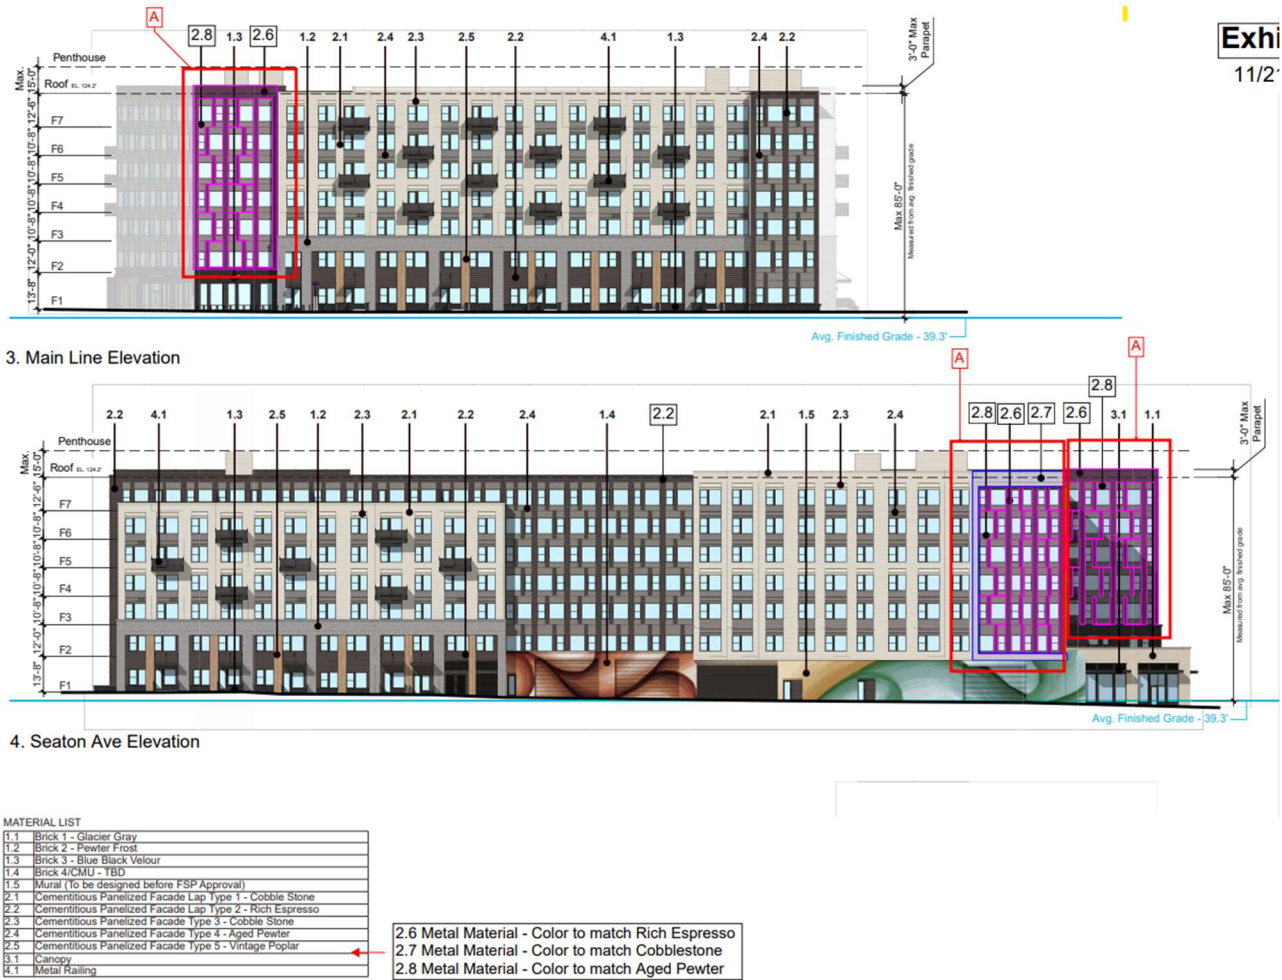 Exhi
11/21
A
2.8 1.3 2.6 1.2 2.1 2.4 2.3 2.5 2.2 4.1 1.3 2.4 2.2
3'-0" Max
Parapet
Penthouse
Max.
15'-0"
Roof EL. 124.2'
12'-6"
F7
10'-8"
F6
10'-8"
F5
10'-8"
F4
10'-8"
F3
12'-0"
F2
13'-8"
F1
Max 85'-0"
Measured from avg. finished grade
Avg. Finished Grade - 39.3'
3. Main Line Elevation
A
A
2.2 4.1 1.3 2.5 1.2 2.3 2.1 2.2 2.4 1.4 2.2 2.1 1.5 2.3 2.4 2.8 2.6 2.7 2.6 2.8 3.1 1.1
3'-0" Max
Parapet
Penthouse
Max.
15'-0"
Roof EL. 124.2'
12'-6"
F7
10'-8"
F6
10'-8"
F5
10'-8"
F4
10'-8"
F3
12'-0"
F2
13'-8"
F1
Max 85'-0"
Measured from avg. finished grade
Avg. Finished Grade - 39.3'
4. Seaton Ave Elevation
MATERIAL LIST
1.1 Brick 1 - Glacier Gray
1.2 Brick 2 - Pewter Frost
1.3 Brick 3 - Blue Black Velour
1.4 Brick 4/CMU - TBD
1.5 Mural (To be designed before FSP Approval)
2.1 Cementitious Panelized Facade Lap Type 1 - Cobble Stone
2.2 Cementitious Panelized Facade Lap Type 2 - Rich Espresso
2.3 Cementitious Panelized Facade Type 3 - Cobble Stone
2.4 Cementitious Panelized Facade Type 4 - Aged Pewter
2.5 Cementitious Panelized Facade Type 5 - Vintage Poplar
3.1 Canopy
4.1 Metal Railing
2.6 Metal Material - Color to match Rich Espresso
2.7 Metal Material - Color to match Cobblestone
2.8 Metal Material - Color to match Aged Pewter